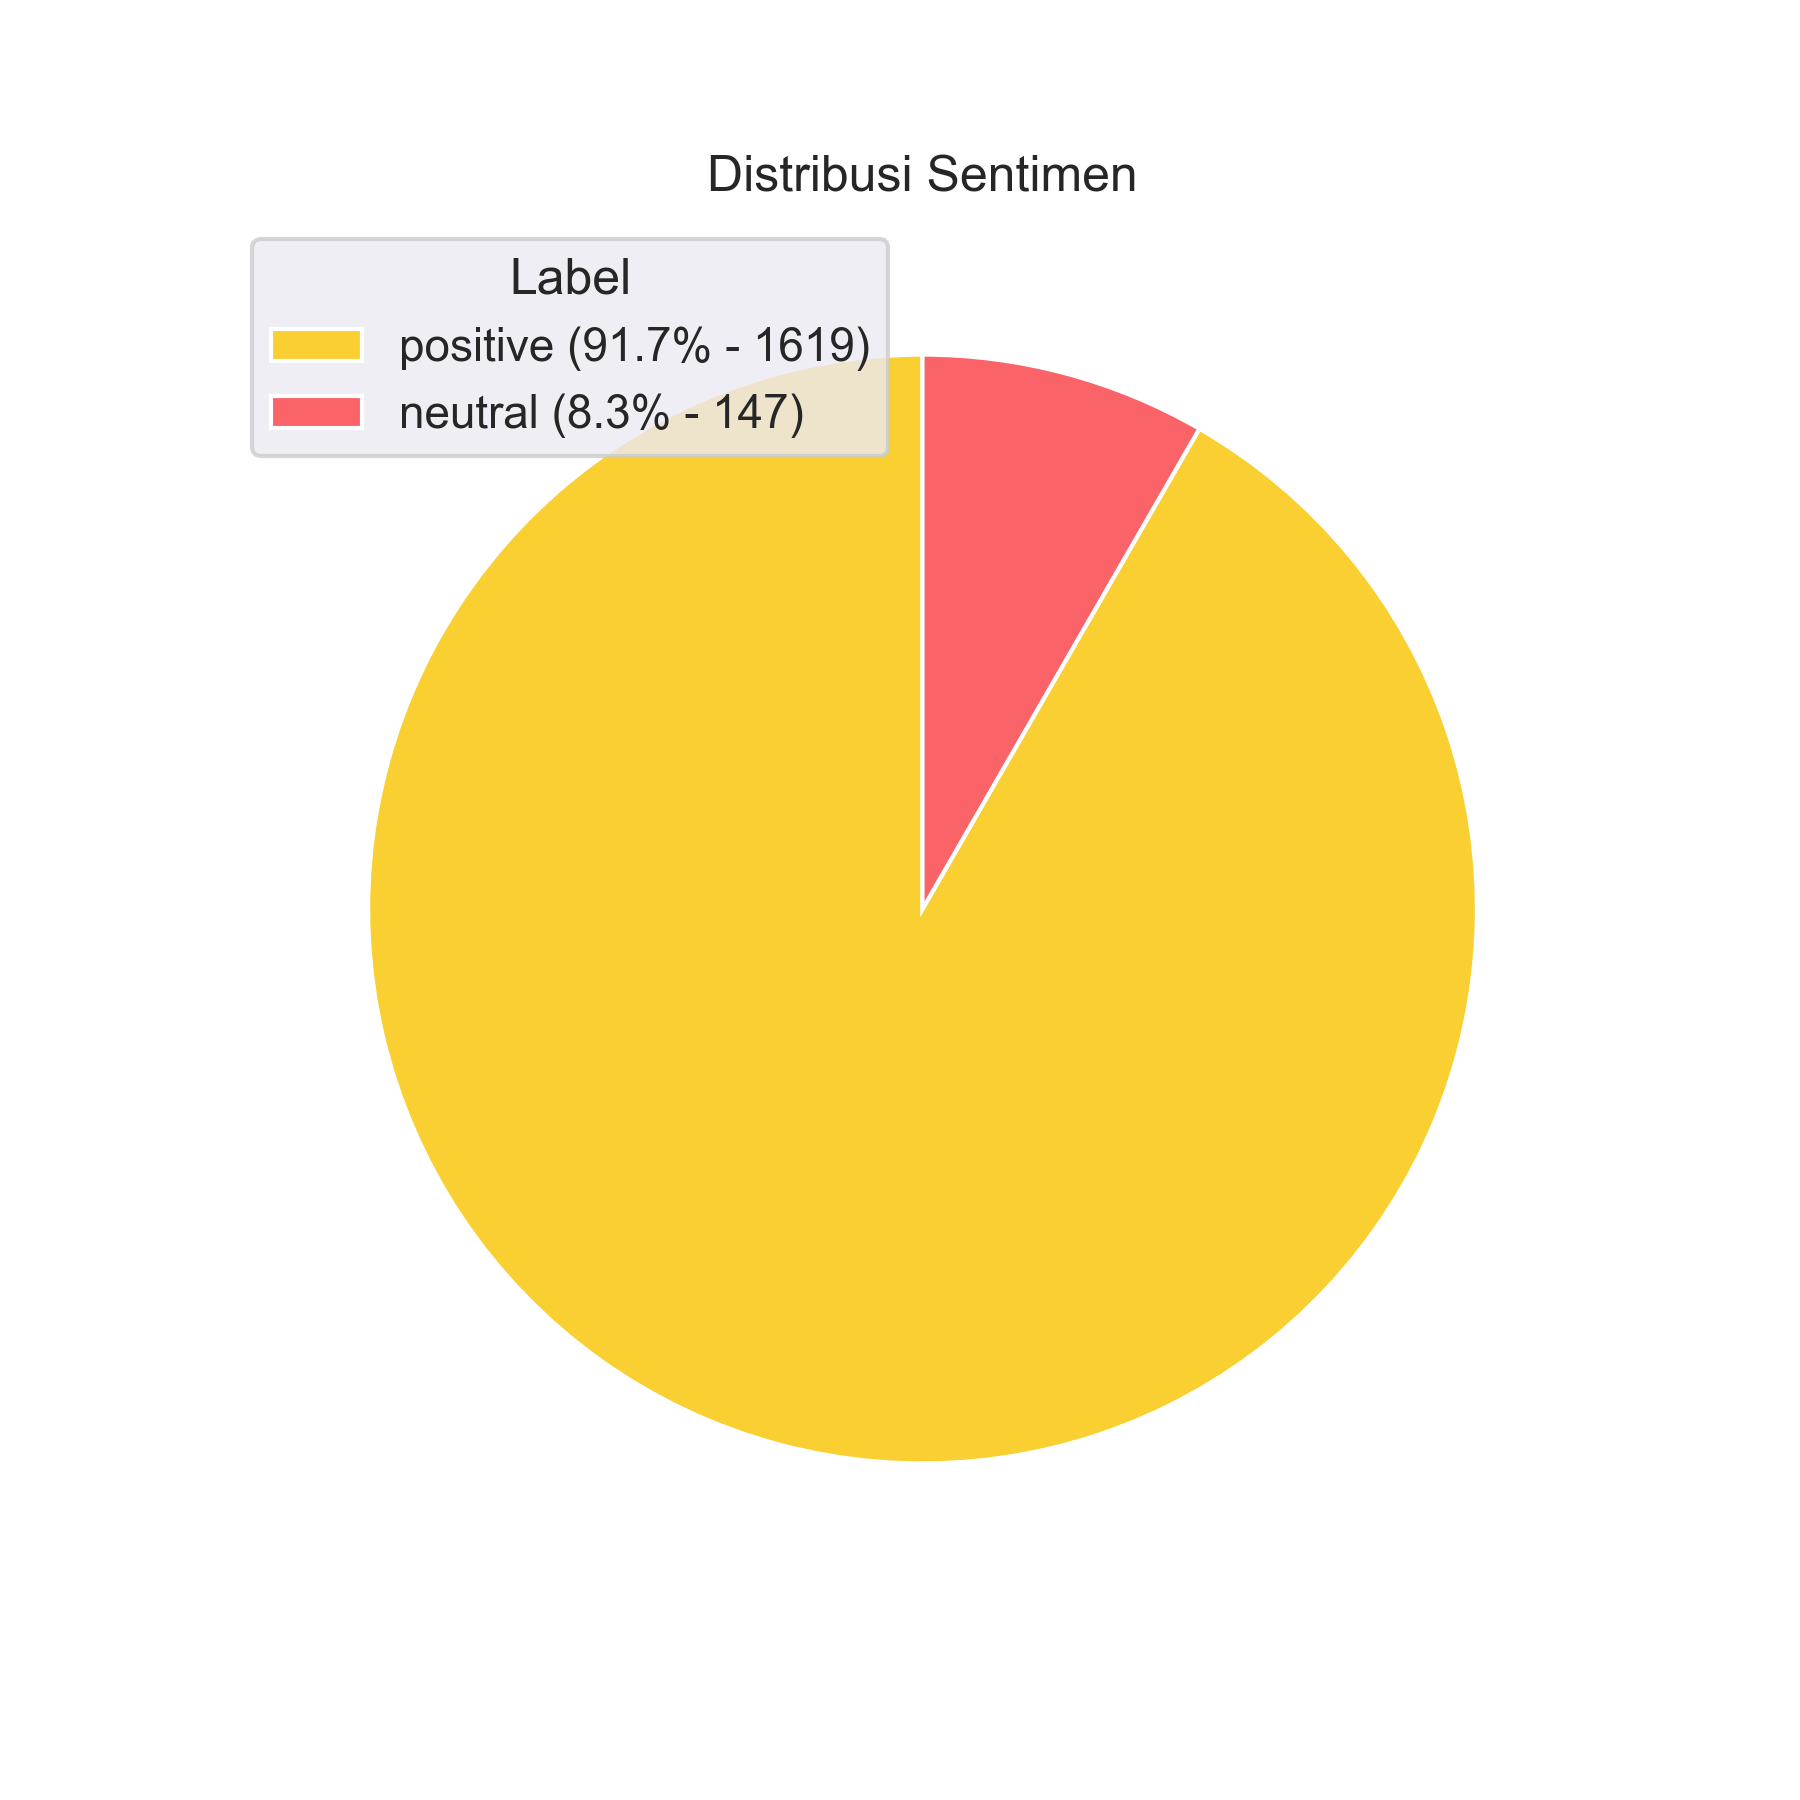 Distribusi Sentimen
Label
positive (91.7% - 1619)
neutral (8.3% - 147)